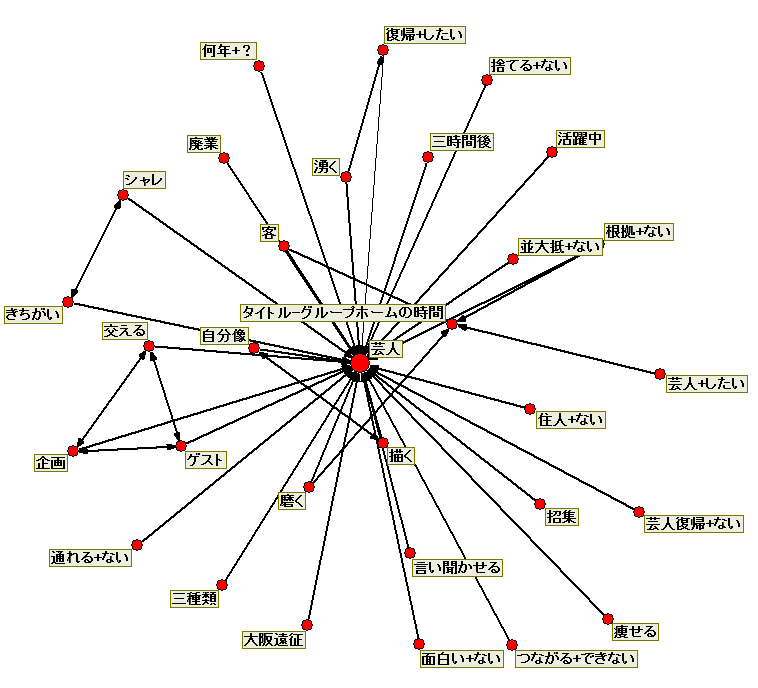 復帰+したい
何年+？
捨てる+ない
三時間後
活躍中
廃業
湧く
シャレ
客
根拠+ない
並大抵+ない
きちがい
タイトルーグループホームの時間
交える
自分像
芸人
芸人+したい
住人+ない
企画
ゲスト
描く
磨く
招集
芸人復帰+ない
通れる+ない
言い聞かせる
三種類
大阪遠征
痩せる
面白い+ない
つながる+できない